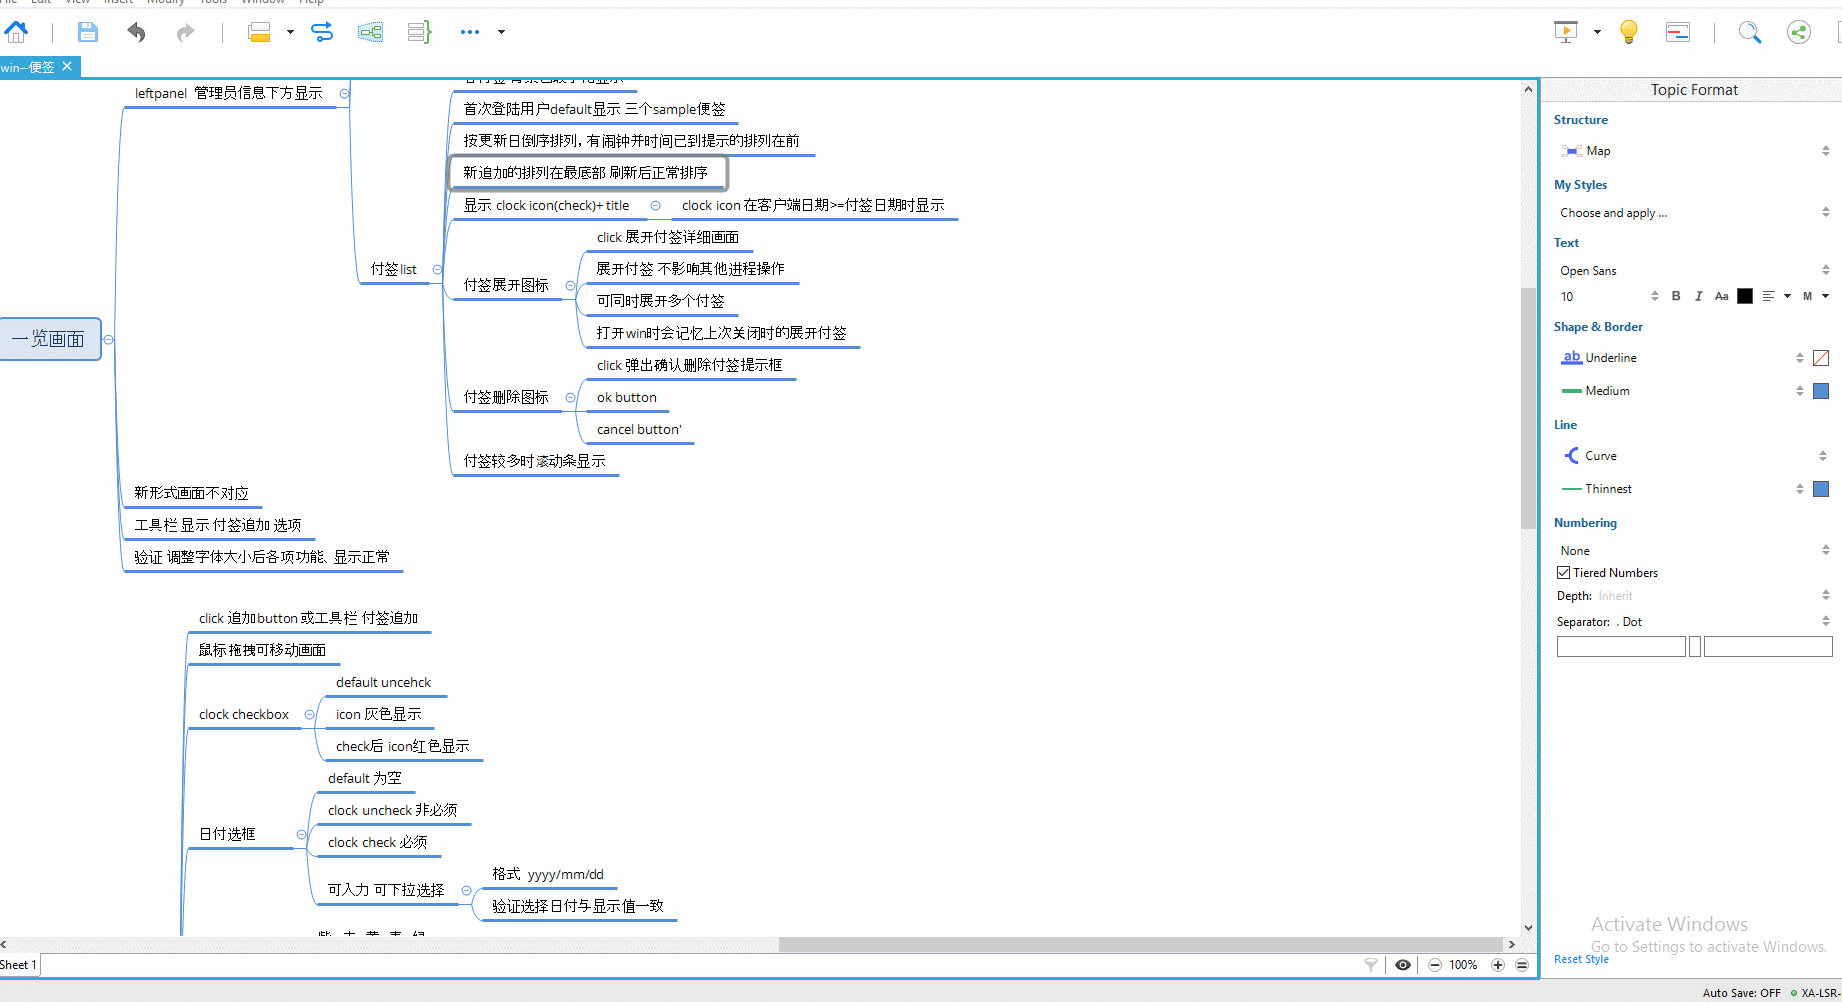 File Edit View Insert Modify Tools Window Help
win--便签
leftpanel 管理员信息下方显示
首次登陆用户default显示 三个sample便签
按更新日倒序排列，有闹钟并时间已到提示的排列在前
新追加的排列在最底部 刷新后正常排序
显示 clock icon(check)+ title
clock icon 在客户端日期>=付签日期时显示
付签list
付签展开图标
click 展开付签详细画面
展开付签 不影响其他进程操作
可同时展开多个付签
打开win时会记忆上次关闭时的展开付签
一览画面
付签删除图标
click 弹出确认删除付签提示框
ok button
cancel button'
付签较多时滚动条显示
新形式画面不对应
工具栏 显示 付签追加 选项
验证 调整字体大小后各项功能、显示正常
click 追加button 或工具栏 付签追加
鼠标 拖拽可移动画面
clock checkbox
default uncehck
icon 灰色显示
check后 icon红色显示
日付选框
default 为空
clock uncheck 非必须
clock check 必须
可入力 可下拉选择
格式 yyyy/mm/dd
验证选择日付与显示值一致
Sheet 1
100%
Topic Format
Structure
Map
My Styles
Choose and apply ...
Text
Open Sans
10
B I Aa M
Shape & Border
ab Underline
Medium
Line
Curve
Thinnest
Numbering
None
Tiered Numbers
Depth: Inherit
Separator: . Dot
Activate Windows
Go to Settings to activate Windows.
Reset Style
Auto Save: OFF
XA-LSR-